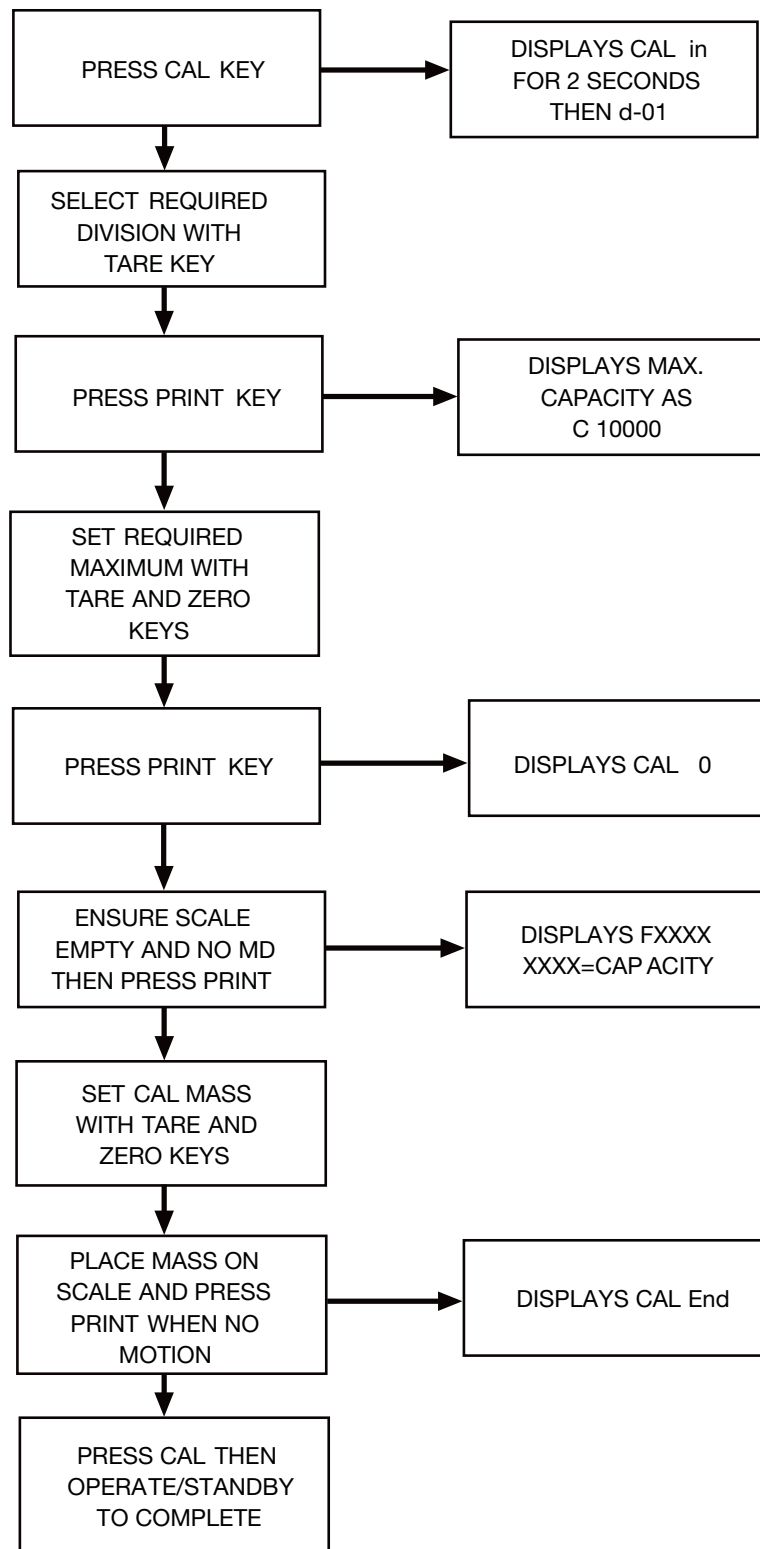 PRESS CAL KEY
DISPLAYS CAL in
FOR 2 SECONDS
THEN d-01
SELECT REQUIRED
DIVISION WITH
TARE KEY
PRESS PRINT KEY
DISPLAYS MAX.
CAPACITY AS
C 10000
SET REQUIRED
MAXIMUM WITH
TARE AND ZERO
KEYS
PRESS PRINT KEY
DISPLAYS CAL 0
ENSURE SCALE
EMPTY AND NO MD
THEN PRESS PRINT
DISPLAYS FXXXX
XXXX=CAP ACITY
SET CAL MASS
WITH TARE AND
ZERO KEYS
PLACE MASS ON
SCALE AND PRESS
PRINT WHEN NO
MOTION
DISPLAYS CAL End
PRESS CAL THEN
OPERATE/STANDBY
TO COMPLETE